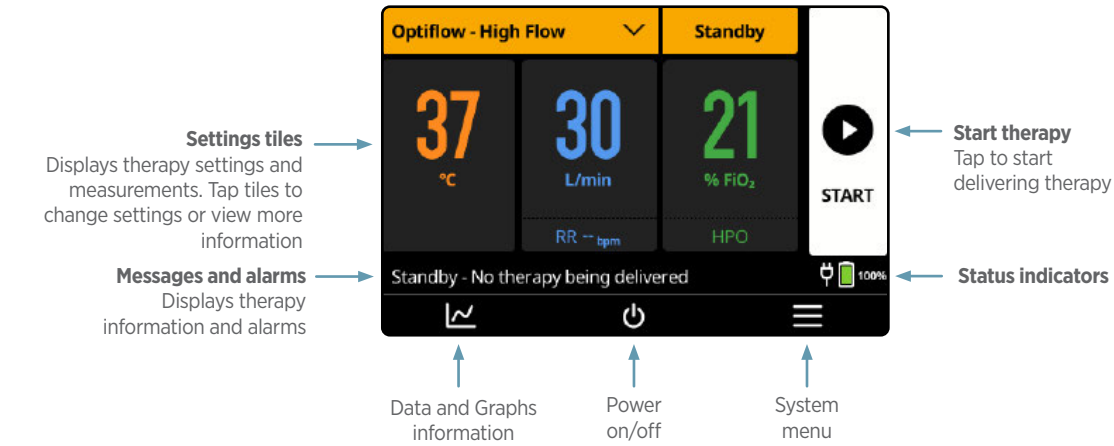 Optiflow - High Flow
Standby
37
°C
30
L/min
RR -- bpm
21
% FiO₂
HPO
START
Standby - No therapy being delivered
100%
Settings tiles
Displays therapy settings and
measurements. Tap tiles to
change settings or view more
information
Messages and alarms
Displays therapy
information and alarms
Start therapy
Tap to start
delivering therapy
Status indicators
Data and Graphs
information
Power
on/off
System
menu